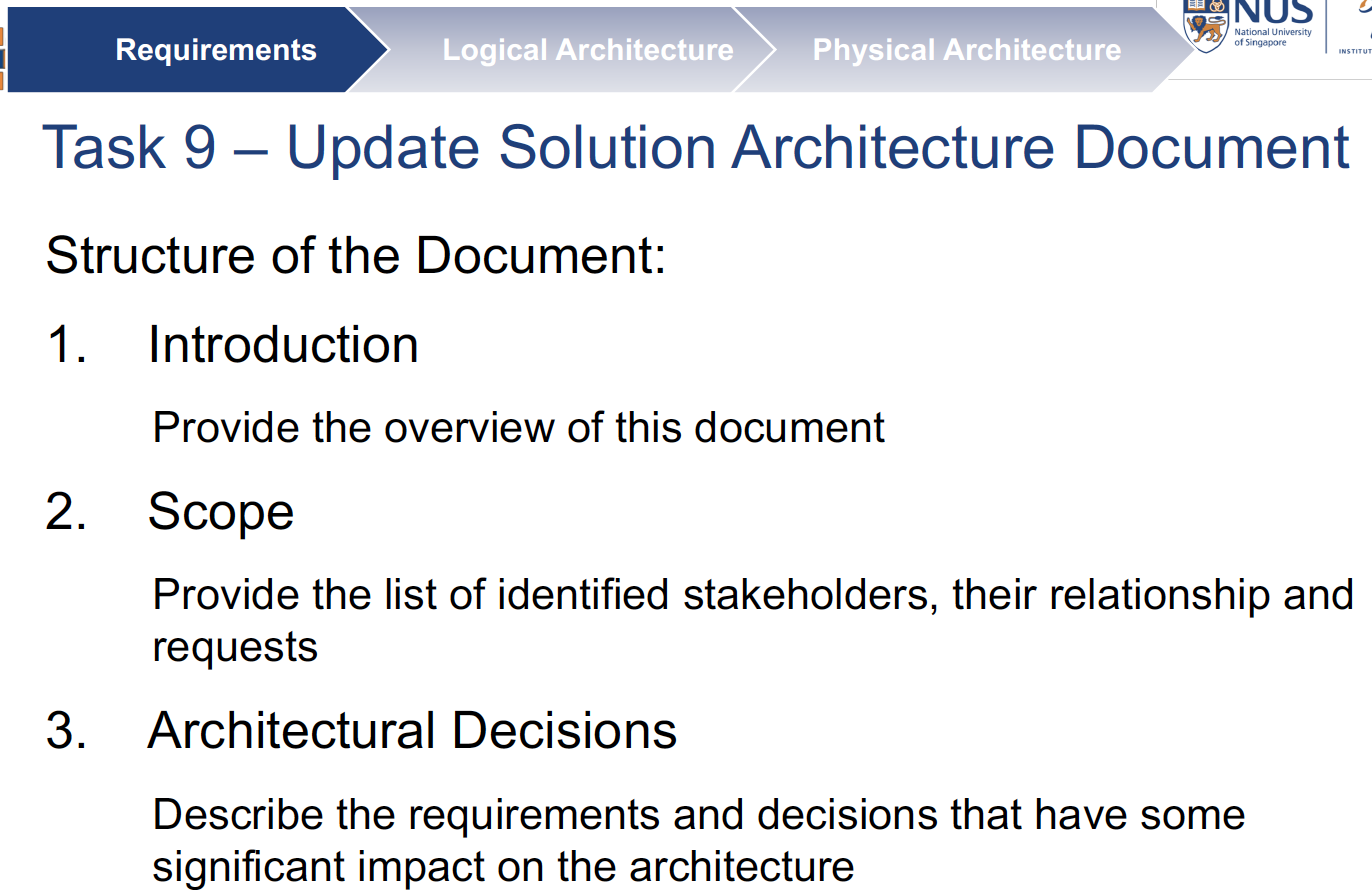 Requirements
Logical Architecture
Physical Architecture
NUS
National University
of Singapore
Task 9 – Update Solution Architecture Document
Structure of the Document:
1. Introduction
Provide the overview of this document
2. Scope
Provide the list of identified stakeholders, their relationship and
requests
3. Architectural Decisions
Describe the requirements and decisions that have some
significant impact on the architecture